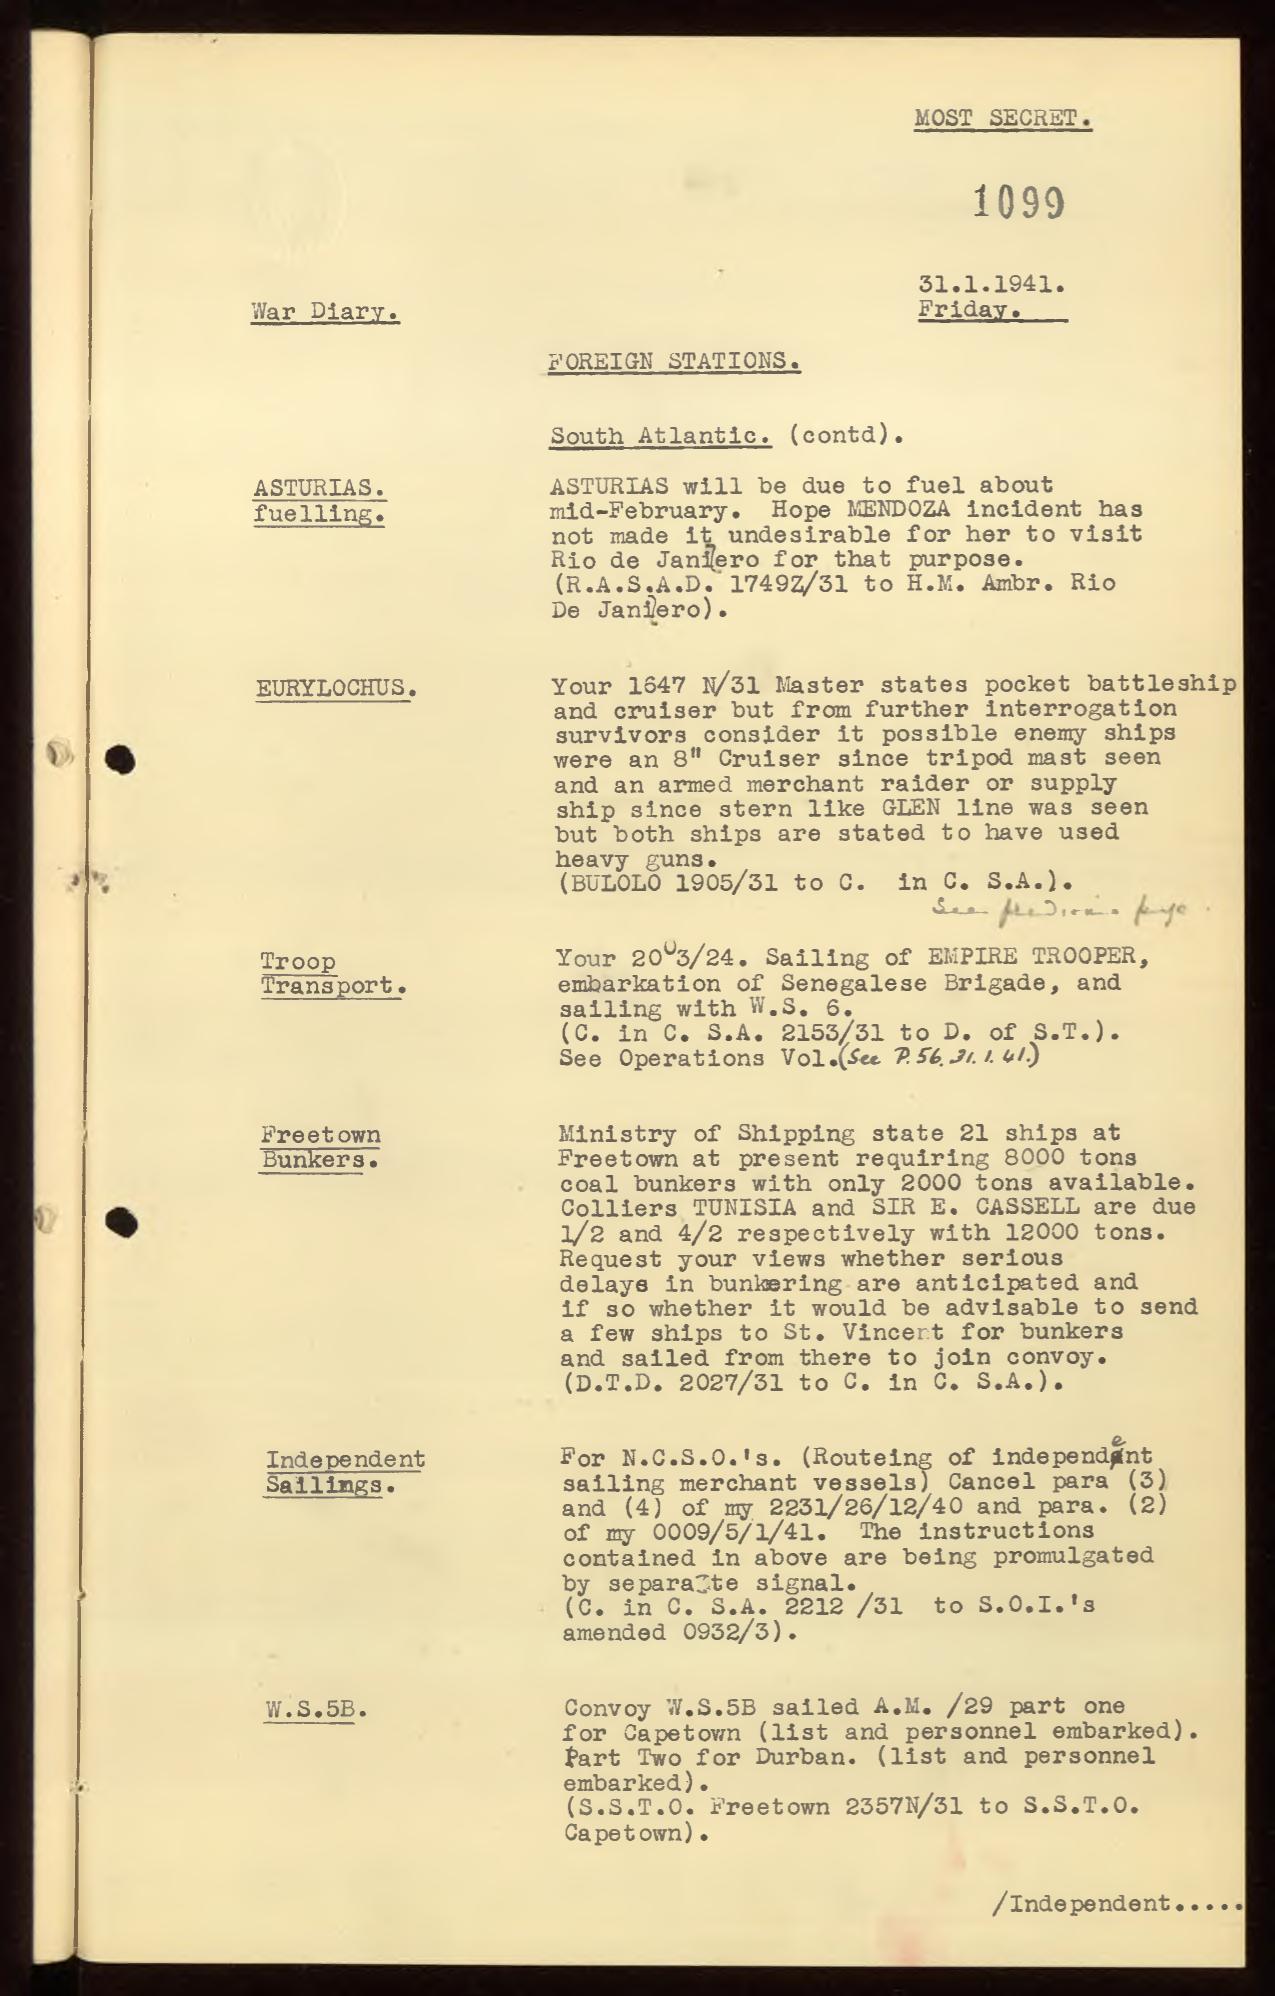 MOST SECRET.
1099
31.1.1941.
Friday.
War Diary.
FOREIGN STATIONS.
South Atlantic. (contd).
ASTURIAS.
fuelling.
ASTURIAS will be due to fuel about
mid-February. Hope MENDOZA incident has
not made it undesirable for her to visit
Rio de Janiero for that purpose.
(R.A.S.A.D. 1749Z/31 to H.M. Ambr. Rio
De Janiero).
EURYLOCHUS.
Your 1647 N/31 Master states pocket battleship
and cruiser but from further interrogation
survivors consider it possible enemy ships
were an 8" Cruiser since tripod mast seen
and an armed merchant raider or supply
ship since stern like GLEN line was seen
but both ships are stated to have used
heavy guns.
(BULOLO 1905/31 to C. in C. S.A.).
See previous page.
Troop
Transport.
Your 2003/24. Sailing of EMPIRE TROOPER,
embarkation of Senegalese Brigade, and
sailing with W.S. 6.
(C. in C. S.A. 2153/31 to D. of S.T.).
See Operations Vol. (See P.56. 31.1.41.)
Freetown
Bunkers.
Ministry of Shipping state 21 ships at
Freetown at present requiring 8000 tons
coal bunkers with only 2000 tons available.
Colliers TUNISIA and SIR E. CASSELL are due
1/2 and 4/2 respectively with 12000 tons.
Request your views whether serious
delays in bunkering are anticipated and
if so whether it would be advisable to send
a few ships to St. Vincent for bunkers
and sailed from there to join convoy.
(D.T.D. 2027/31 to C. in C. S.A.).
Independent
Sailings.
For N.C.S.O.'s. (Routeing of independent
sailing merchant vessels) Cancel para (3)
and (4) of my 2231/26/12/40 and para. (2)
of my 0009/5/1/41. The instructions
contained in above are being promulgated
by separate signal.
(C. in C. S.A. 2212 /31 to S.O.I.'s
amended 0932/3).
W.S.5B.
Convoy W.S.5B sailed A.M. /29 part one
for Capetown (list and personnel embarked).
Part Two for Durban. (list and personnel
embarked).
(S.S.T.O. Freetown 2357N/31 to S.S.T.O.
Capetown).
/Independent.....